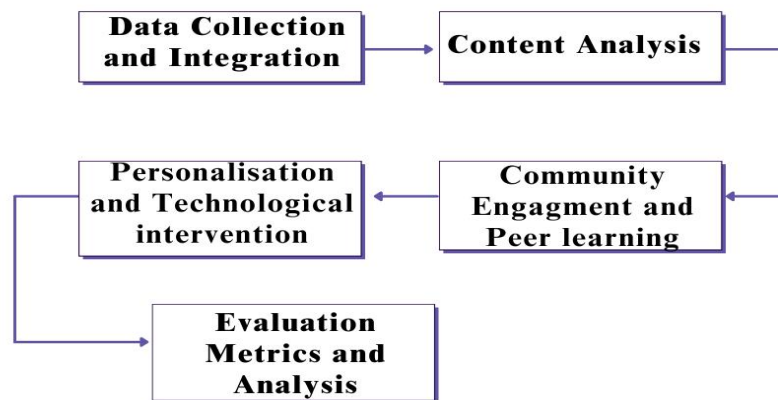 Data Collection
and Integration
Content Analysis
Community
Engagment and
Peer learning
Personalisation
and Technological
intervention
Evaluation
Metrics and
Analysis